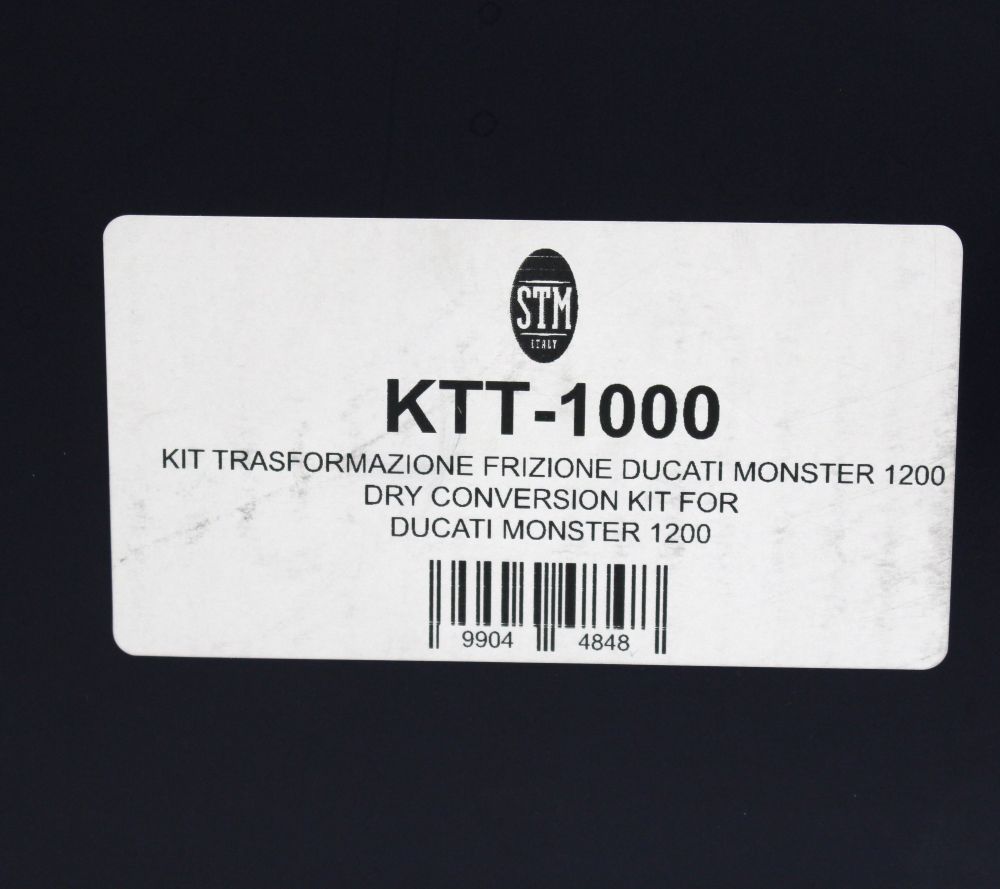 STM
ITALY
KTT-1000
KIT TRASFORMAZIONE FRIZIONE DUCATI MONSTER 1200
DRY CONVERSION KIT FOR
DUCATI MONSTER 1200
9904 4848